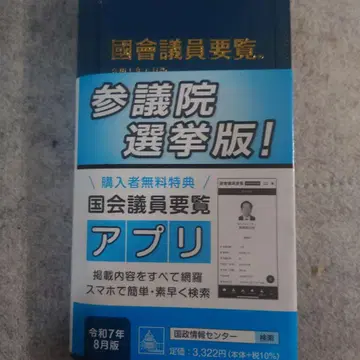 國會議員要覧。
参議院
選挙版!
購入者無料特典
国会議員要覧
アプリ
掲載内容をすべて網羅
スマホで簡単・素早く検索
令和7年
8月版
国政情報センター 検索
定価:3,322円(本体+税10%)